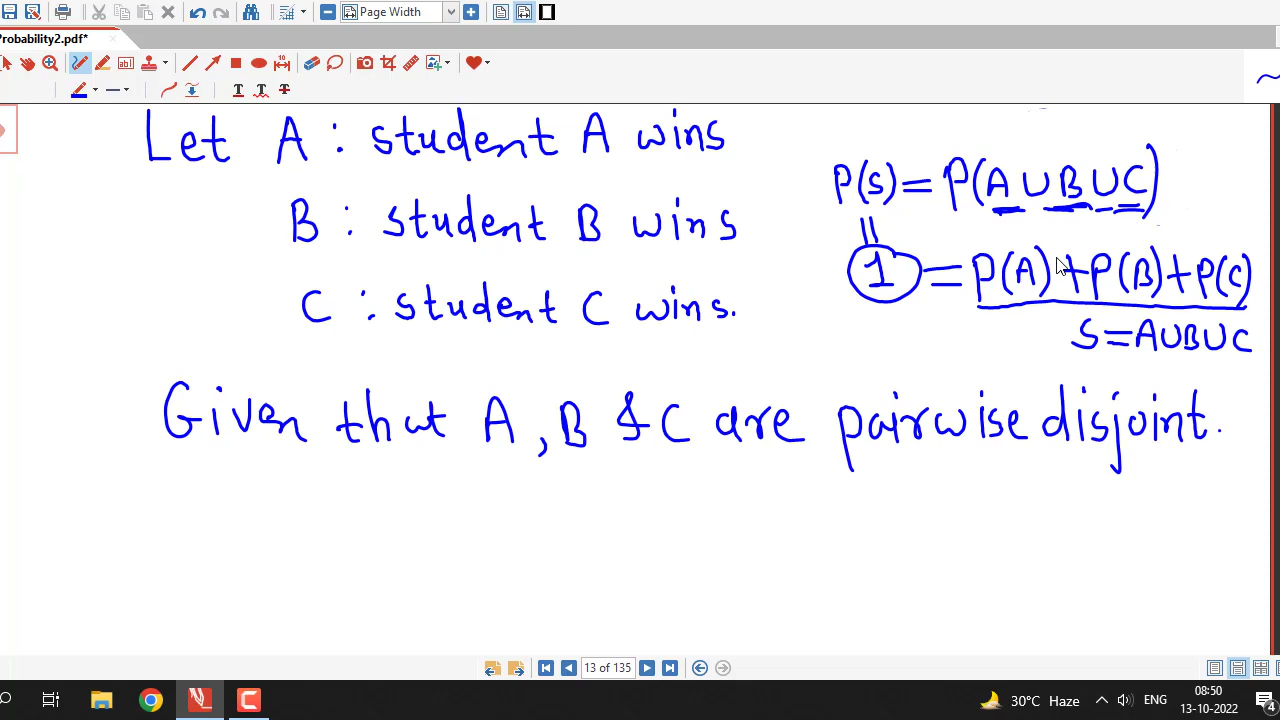 Page Width
Probability2.pdf*
Let A : student A wins
B : student B wins
C : student C wins.
P(S) = P(A ∪ B ∪ C)
||
1 = P(A) + P(B) + P(C)
S = A∪B∪C
Given that A, B & C are pairwise disjoint.
13 of 135
30°C Haze
ENG
08:50
13-10-2022
4